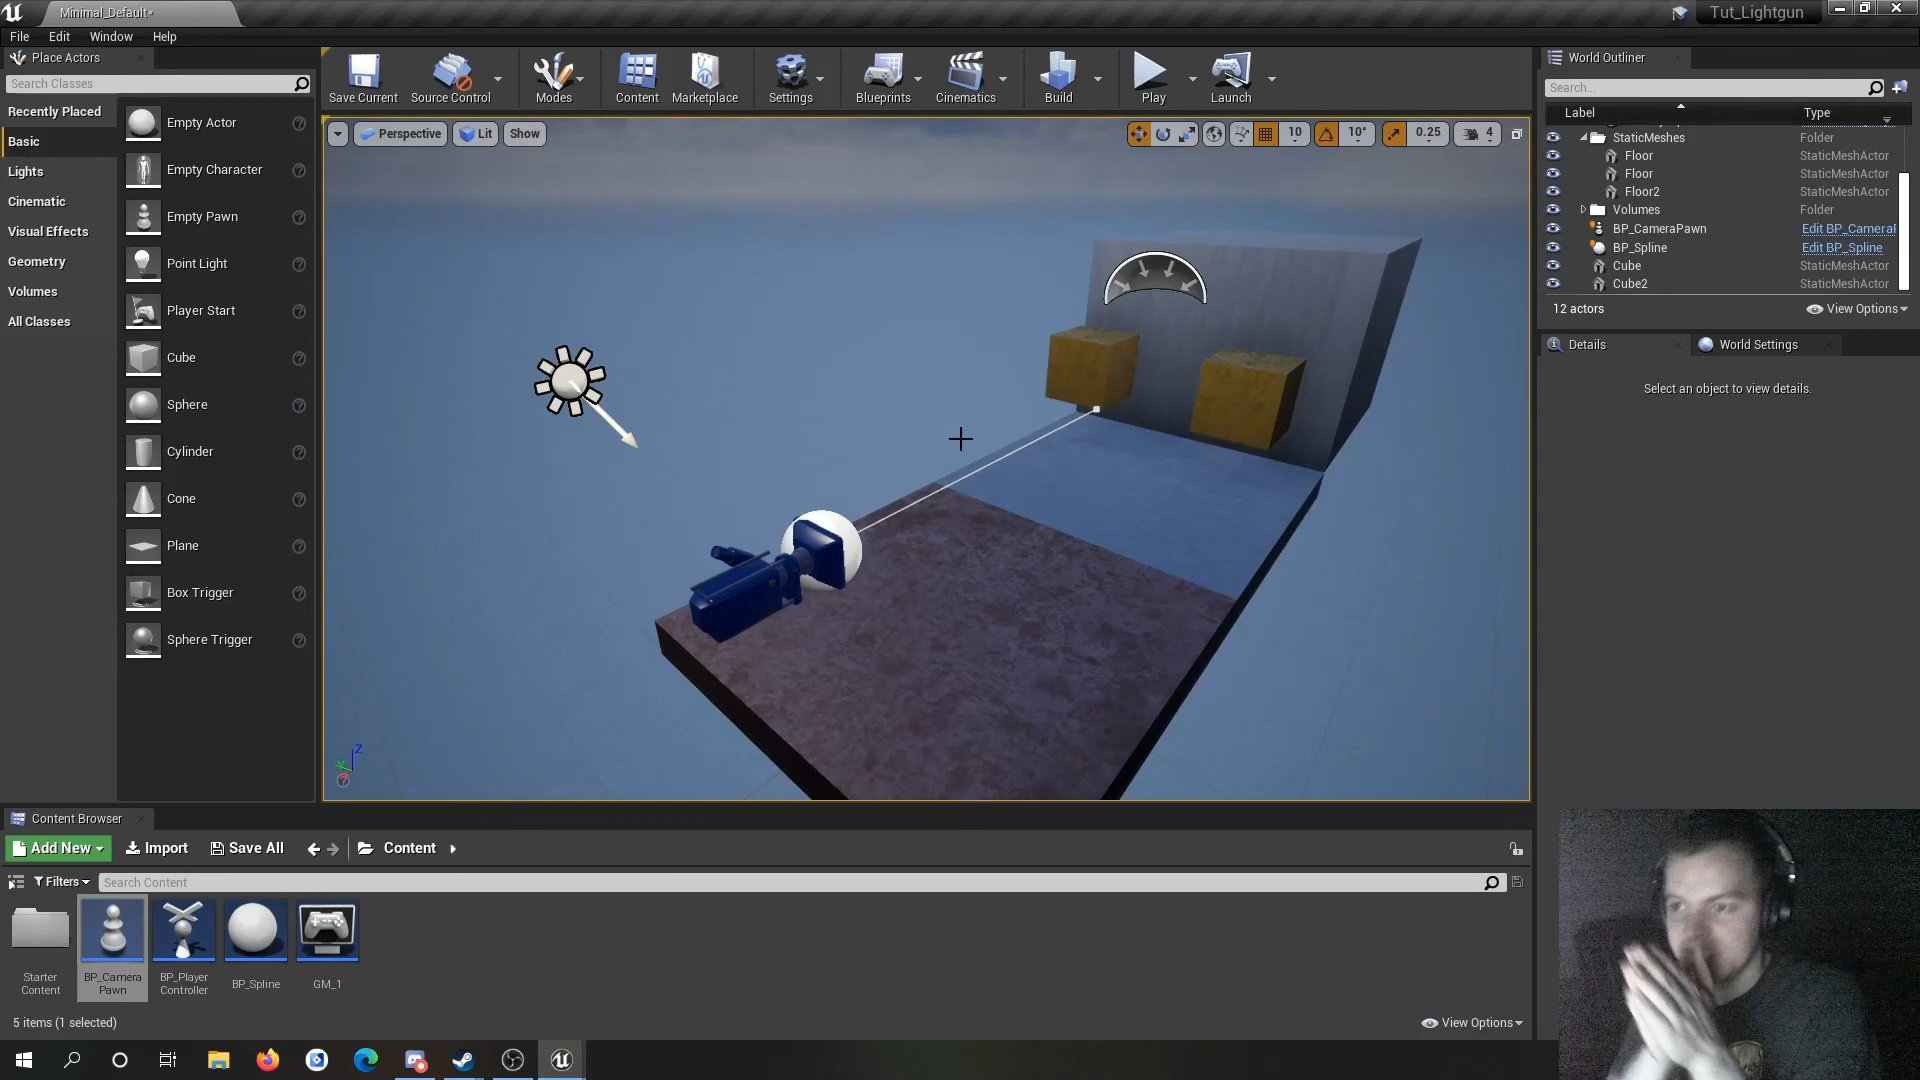 Minimal_Default*
Tut_Lightgun
File
Edit
Window
Help
Place Actors
Search Classes
Recently Placed
Basic
Lights
Cinematic
Visual Effects
Geometry
Volumes
All Classes
Empty Actor
Empty Character
Empty Pawn
Point Light
Player Start
Cube
Sphere
Cylinder
Cone
Plane
Box Trigger
Sphere Trigger
Save Current
Source Control
Modes
Content
Marketplace
Settings
Blueprints
Cinematics
Build
Play
Launch
Perspective
Lit
Show
10
10°
0.25
4
Z
World Outliner
Search...
Label
Type
StaticMeshes
Folder
Floor
StaticMeshActor
Floor
StaticMeshActor
Floor2
StaticMeshActor
Volumes
Folder
BP_CameraPawn
Edit BP_CameraP
BP_Spline
Edit BP_Spline
Cube
StaticMeshActor
Cube2
StaticMeshActor
12 actors
View Options
Details
World Settings
Select an object to view details.
Content Browser
Add New
Import
Save All
Content
Filters
Search Content
Starter
Content
BP_Camera
Pawn
BP_Player
Controller
BP_Spline
GM_1
5 items (1 selected)
View Options